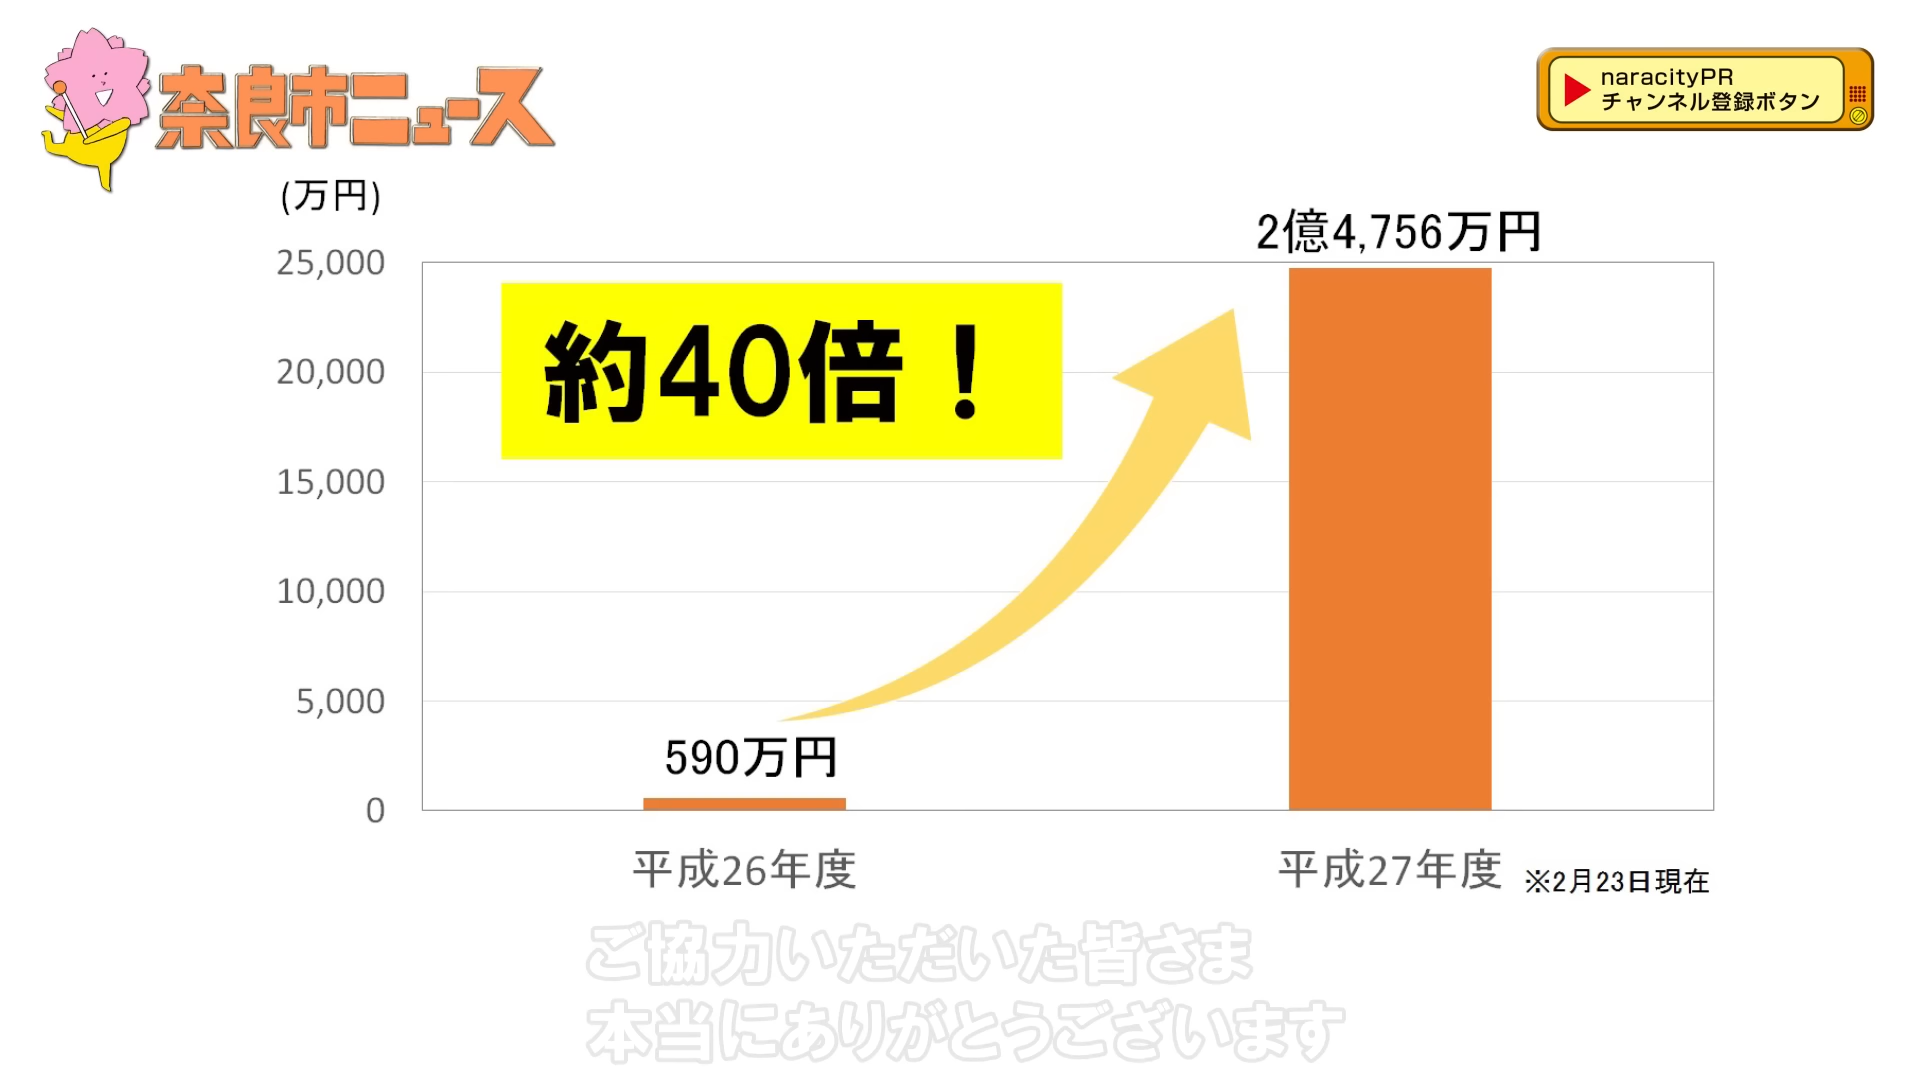 奈良市ニュース
naracityPR
チャンネル登録ボタン
(万円)
2億4,756万円
25,000
約40倍！
20,000
15,000
10,000
5,000
590万円
0
平成26年度
平成27年度
※2月23日現在
ご協力いただいた皆さま
本当にありがとうございます